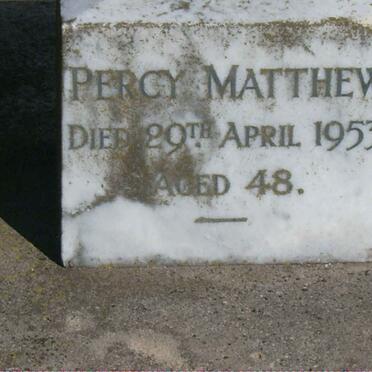 PERCY MATTHEW
DIED 29TH APRIL 1953
AGED 48.